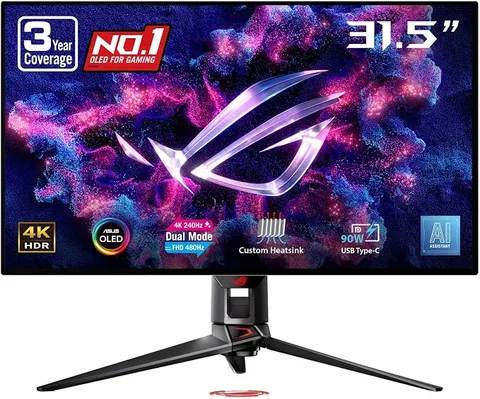 3 Year
Coverage
NO.1
OLED FOR GAMING
31.5”
4K
HDR
ASUS
OLED
4K 240Hz
Dual Mode
FHD 480Hz
Custom Heatsink
90W
USB Type-C
AI
ASSISTANT